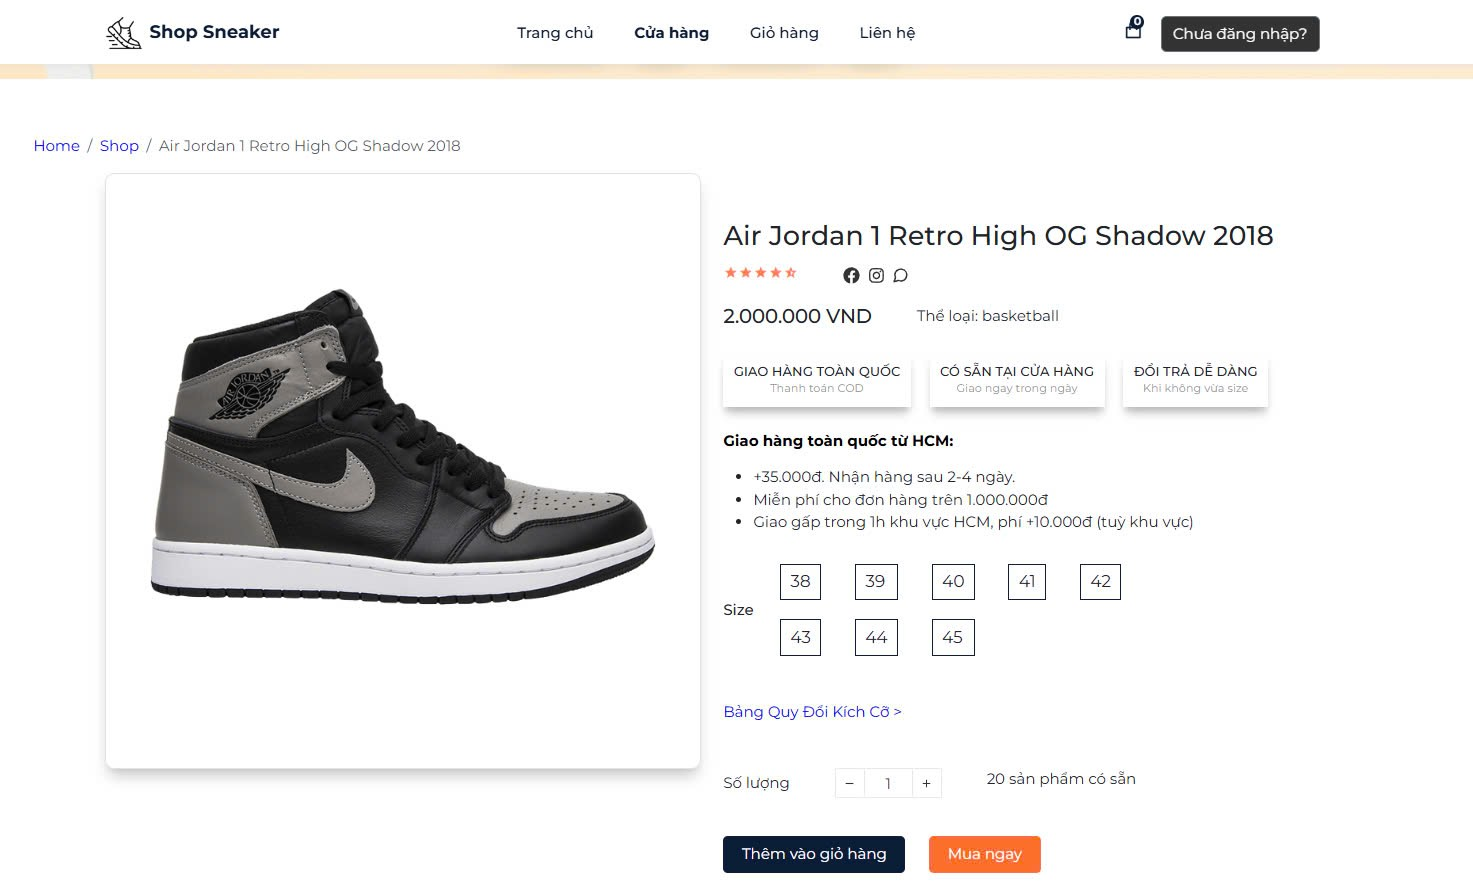 Shop Sneaker
Trang chủ
Cửa hàng
Giỏ hàng
Liên hệ
0
Chưa đăng nhập?
Home / Shop / Air Jordan 1 Retro High OG Shadow 2018
AIR JORDAN
Air Jordan 1 Retro High OG Shadow 2018
2.000.000 VND
Thể loại: basketball
GIAO HÀNG TOÀN QUỐC
Thanh toán COD
CÓ SẴN TẠI CỬA HÀNG
Giao ngay trong ngày
ĐỔI TRẢ DỄ DÀNG
Khi không vừa size
Giao hàng toàn quốc từ HCM:
+35.000đ. Nhận hàng sau 2-4 ngày.
Miễn phí cho đơn hàng trên 1.000.000đ
Giao gấp trong 1h khu vực HCM, phí +10.000đ (tuỳ khu vực)
Size
38 39 40 41 42
43 44 45
Bảng Quy Đổi Kích Cỡ >
Số lượng
− 1 +
20 sản phẩm có sẵn
Thêm vào giỏ hàng
Mua ngay